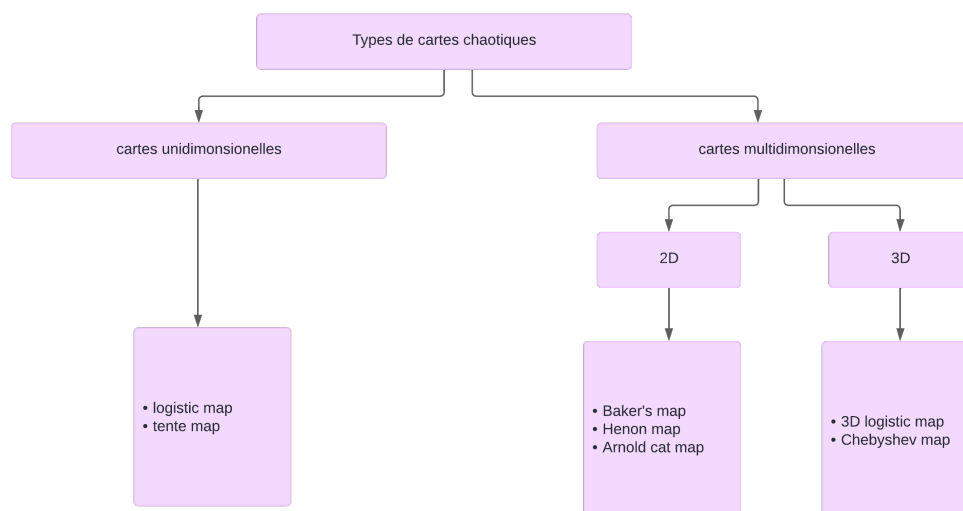 Types de cartes chaotiques
cartes unidimonsionelles
cartes multidimonsionelles
2D
3D
• logistic map
• tente map
• Baker's map
• Henon map
• Arnold cat map
• 3D logistic map
• Chebyshev map